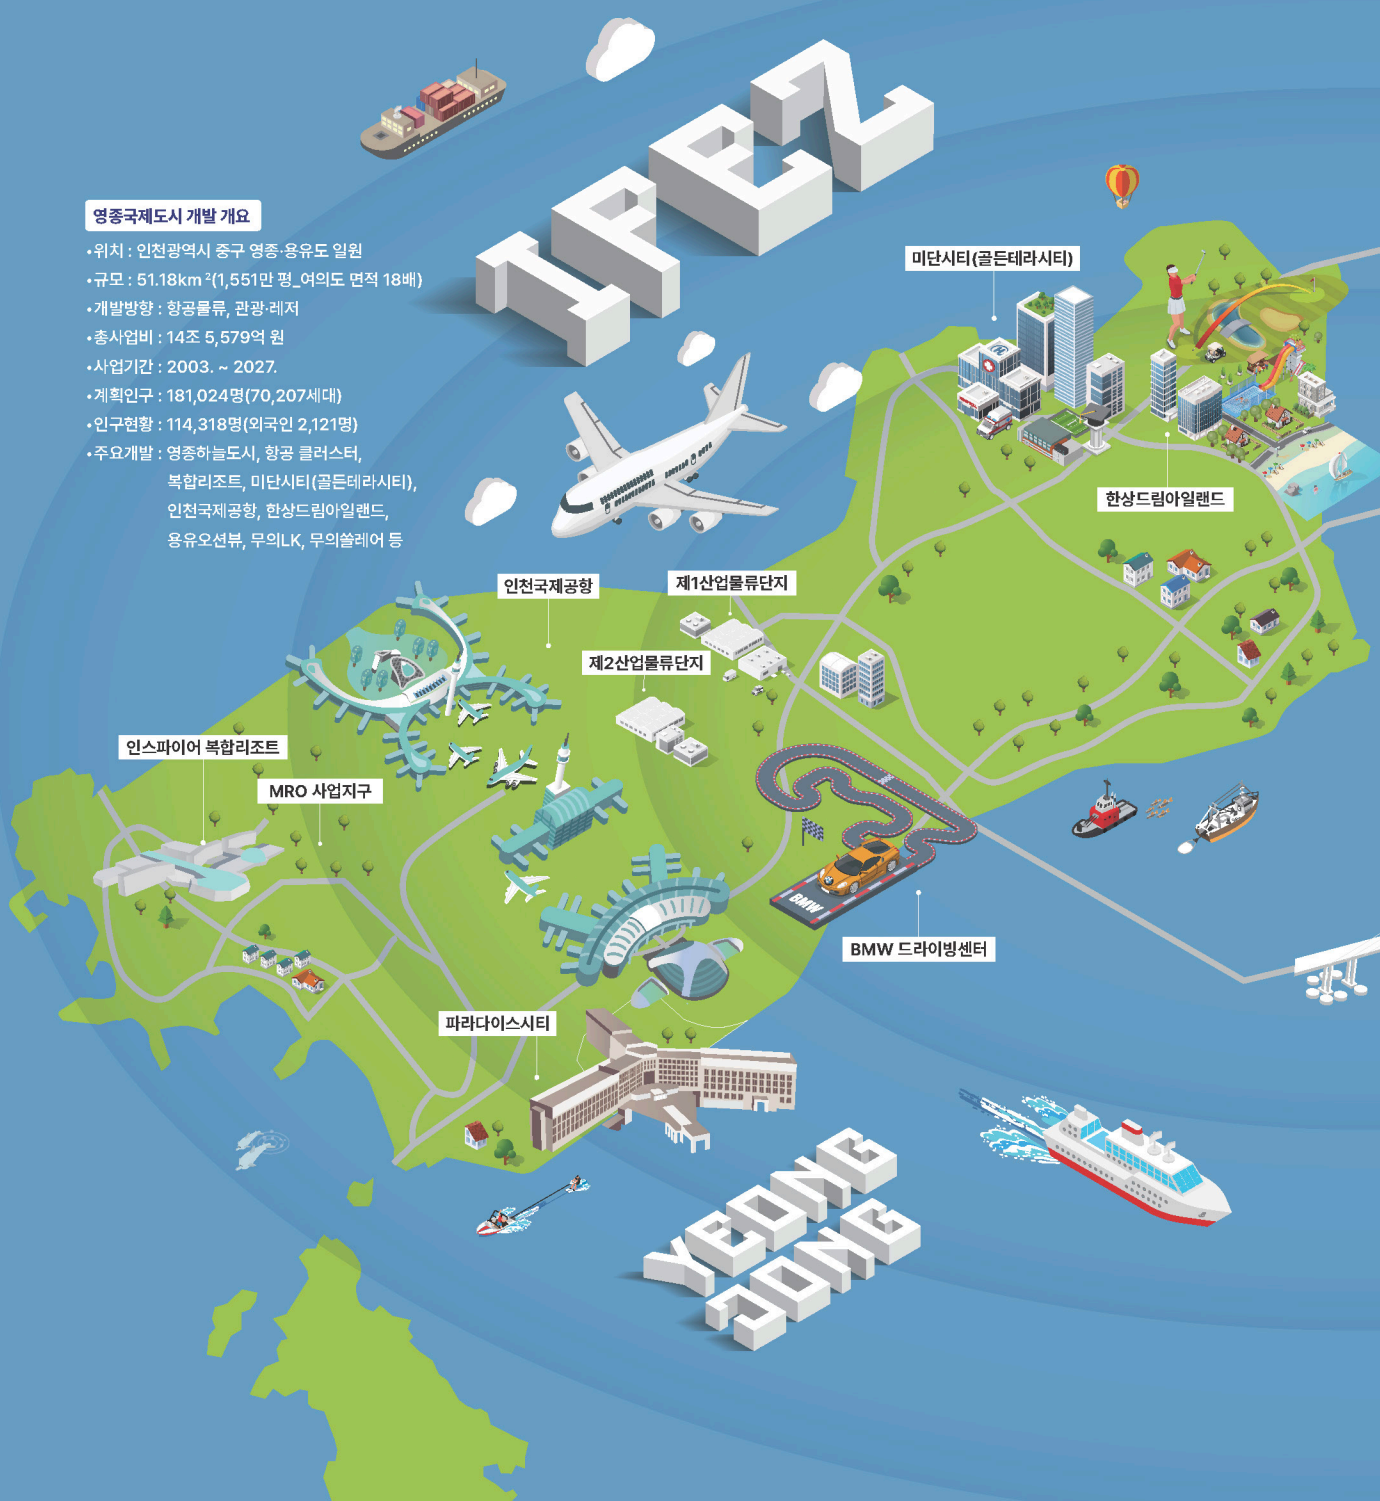 IFEZ
영종국제도시 개발 개요
•위치 : 인천광역시 중구 영종·용유도 일원
•규모 : 51.18km²(1,551만 평_여의도 면적 18배)
•개발방향 : 항공물류, 관광·레저
•총사업비 : 14조 5,579억 원
•사업기간 : 2003. ~ 2027.
•계획인구 : 181,024명(70,207세대)
•인구현황 : 114,318명(외국인 2,121명)
•주요개발 : 영종하늘도시, 항공 클러스터,
복합리조트, 미단시티(골든테라시티),
인천국제공항, 한상드림아일랜드,
용유오션뷰, 무의LK, 무의쏠레어 등
미단시티(골든테라시티)
한상드림아일랜드
인천국제공항
제1산업물류단지
제2산업물류단지
인스파이어 복합리조트
MRO 사업지구
BMW
BMW 드라이빙센터
파라다이스시티
YEONG
JONG